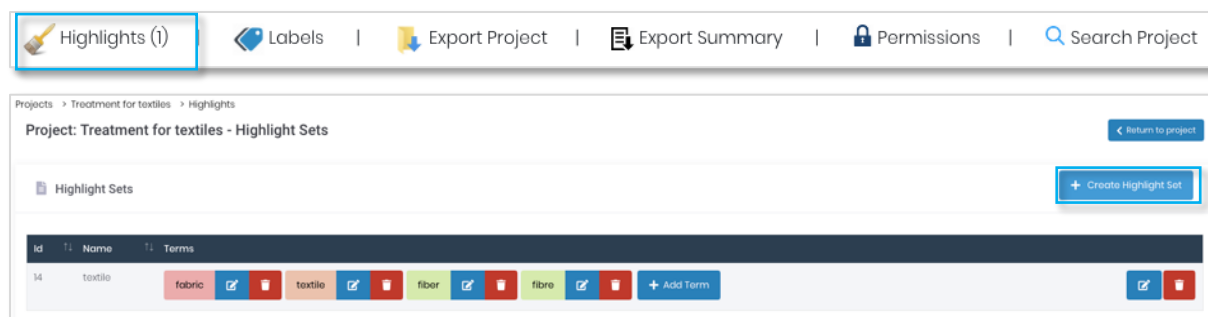 Highlights (1) | Labels | Export Project | Export Summary | Permissions | Search Project
Projects > Treatment for textiles > Highlights
Project: Treatment for textiles - Highlight Sets
< Return to project
Highlight Sets
+ Create Highlight Set
Id ↑↓ Name ↑↓ Terms
14 textile fabric textile fiber fibre + Add Term